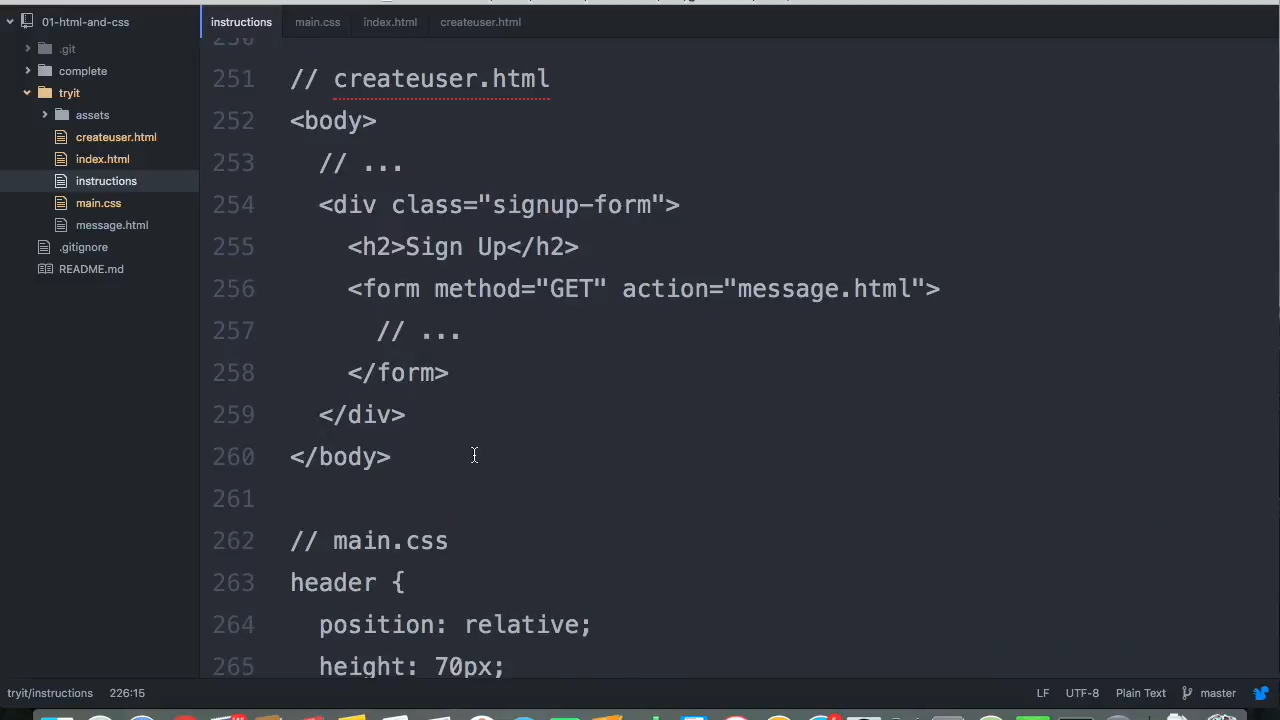 01-html-and-css
.git
complete
tryit
assets
createuser.html
index.html
instructions
main.css
message.html
.gitignore
README.md
instructions main.css index.html createuser.html
250
251 // createuser.html
252 <body>
253 // ...
254 <div class="signup-form">
255 <h2>Sign Up</h2>
256 <form method="GET" action="message.html">
257 // ...
258 </form>
259 </div>
260 </body>
261
262 // main.css
263 header {
264 position: relative;
265 height: 70px;
tryit/instructions 226:15 LF UTF-8 Plain Text master